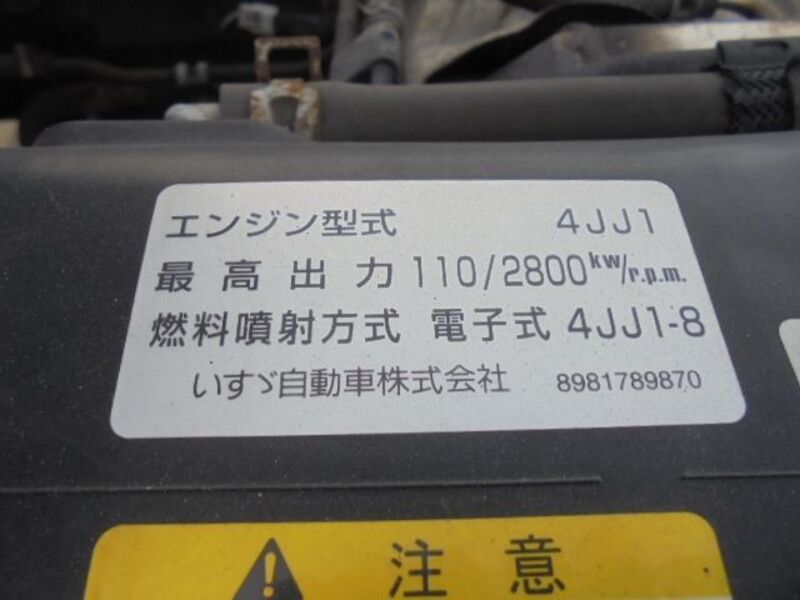 エンジン型式 4JJ1
最高出力 110/2800kw/r.p.m.
燃料噴射方式 電子式 4JJ1-8
いすゞ自動車株式会社 8981789870
注意